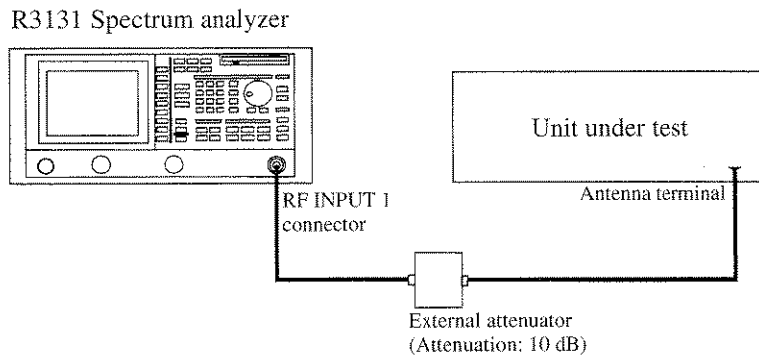 R3131 Spectrum analyzer
Unit under test
RF INPUT 1
connector
Antenna terminal
External attenuator
(Attenuation: 10 dB)